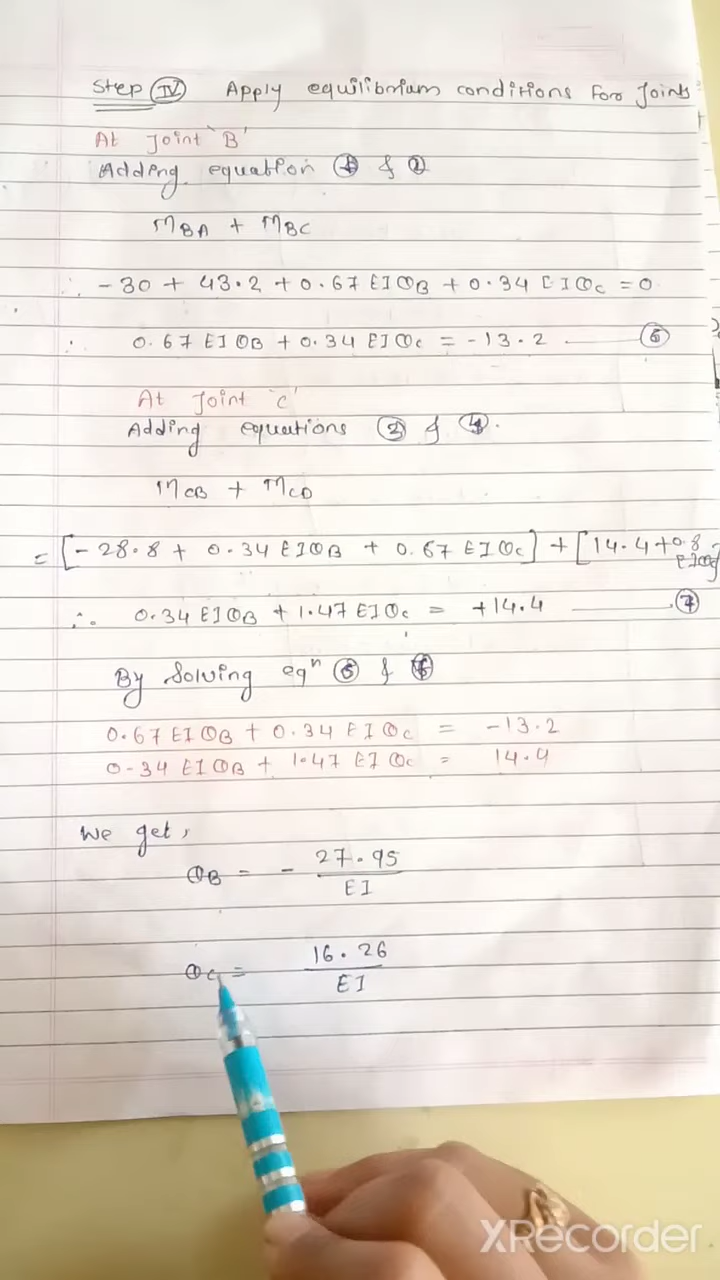 Step IV Apply equilibrium conditions For Joints
At Joint 'B'
Adding equation & 2
MBA + MBC
∴ -30 + 43.2 + 0.67 EIθB + 0.34 EIθC = 0
∴ 0.67 EIθB + 0.34 EIθC = -13.2 6
At Joint 'C'
Adding equations 3 & 4.
MCB + MCD
= [-28.8 + 0.34 EIθB + 0.67 EIθC] + [14.4 + 0.8 EIθC]
∴ 0.34 EIθB + 1.47 EIθC = +14.4 7
By Solving eqn 6 & 7
0.67 EIθB + 0.34 EIθC = -13.2
0.34 EIθB + 1.47 EIθC = 14.4
We get,
θB = - 27.95 / EI
θC = 16.26 / EI
XRecorder